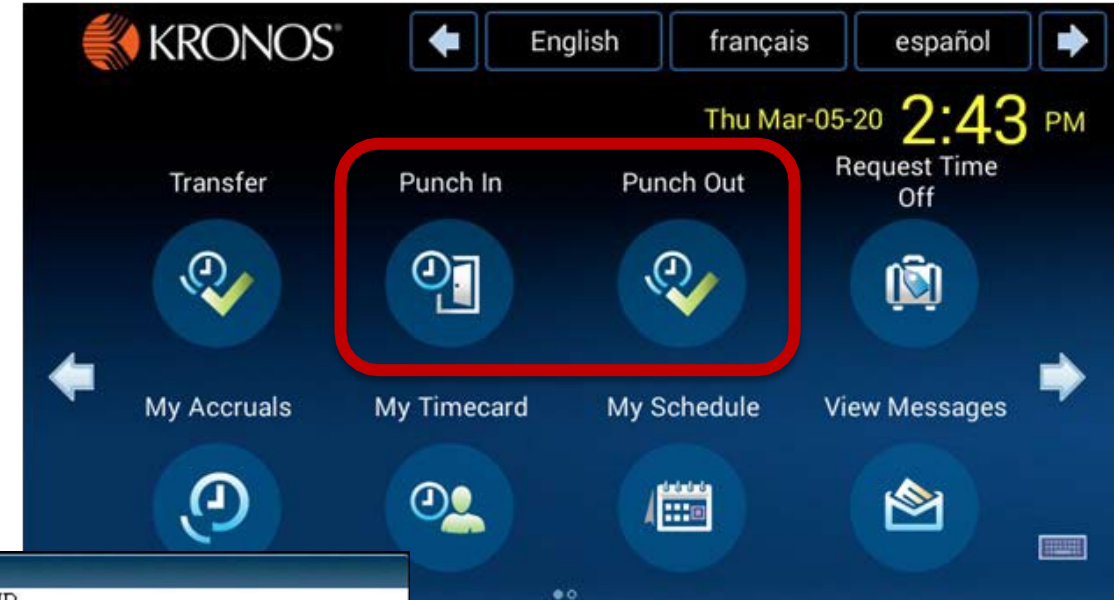 KRONOS
English français español
Thu Mar-05-20 2:43 PM
Transfer Punch In Punch Out Request Time Off
My Accruals My Timecard My Schedule View Messages